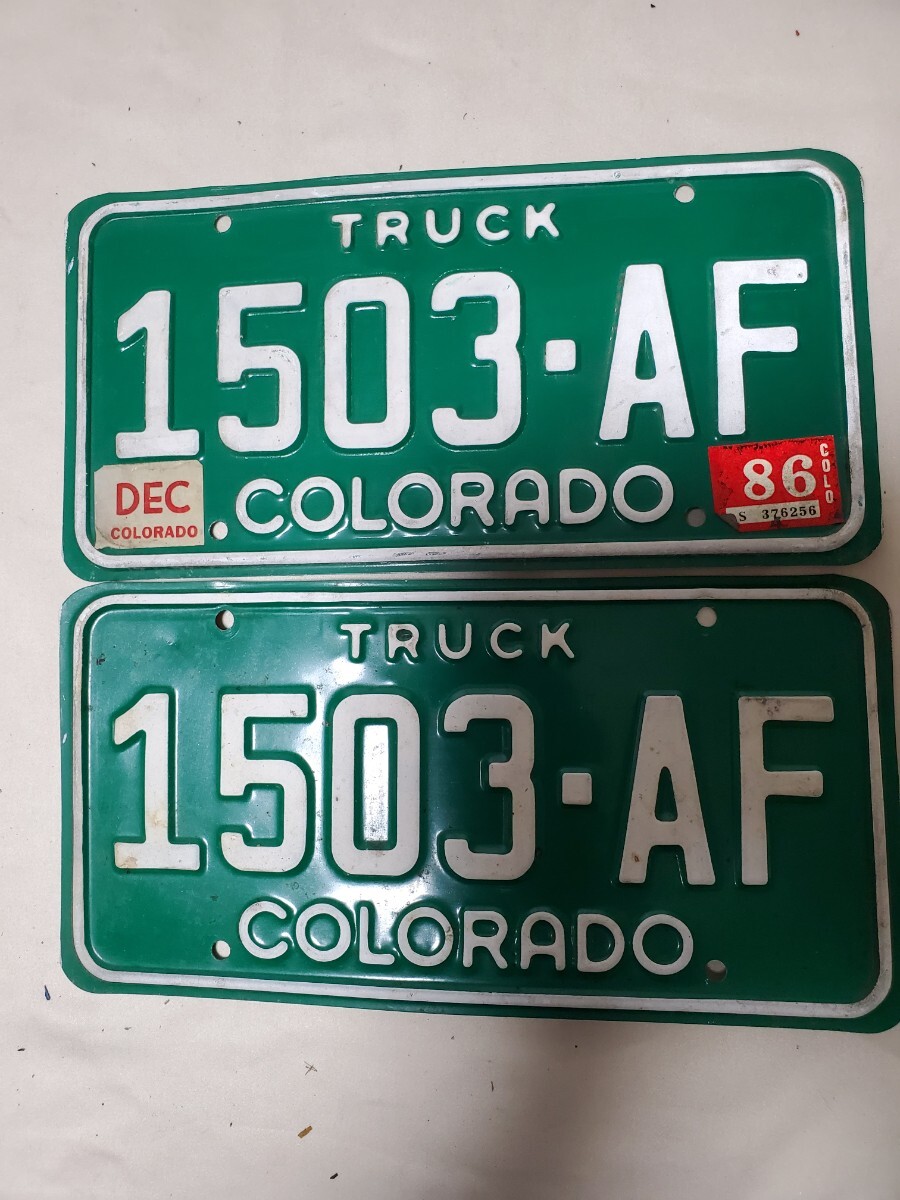 TRUCK
1503·AF
DEC
COLORADO
COLORADO
86
COLO
S 376256
TRUCK
1503·AF
COLORADO